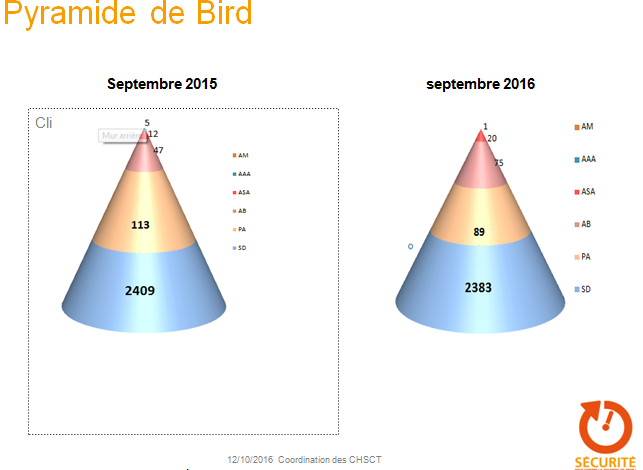 Pyramide de Bird
Septembre 2015
septembre 2016
Cli
5
Mur arrière
12
47
113
2409
AM
AAA
ASA
AB
PA
SD
1
20
75
89
0
2383
AM
AAA
ASA
AB
PA
SD
12/10/2016 Coordination des CHSCT
SÉCURITÉ